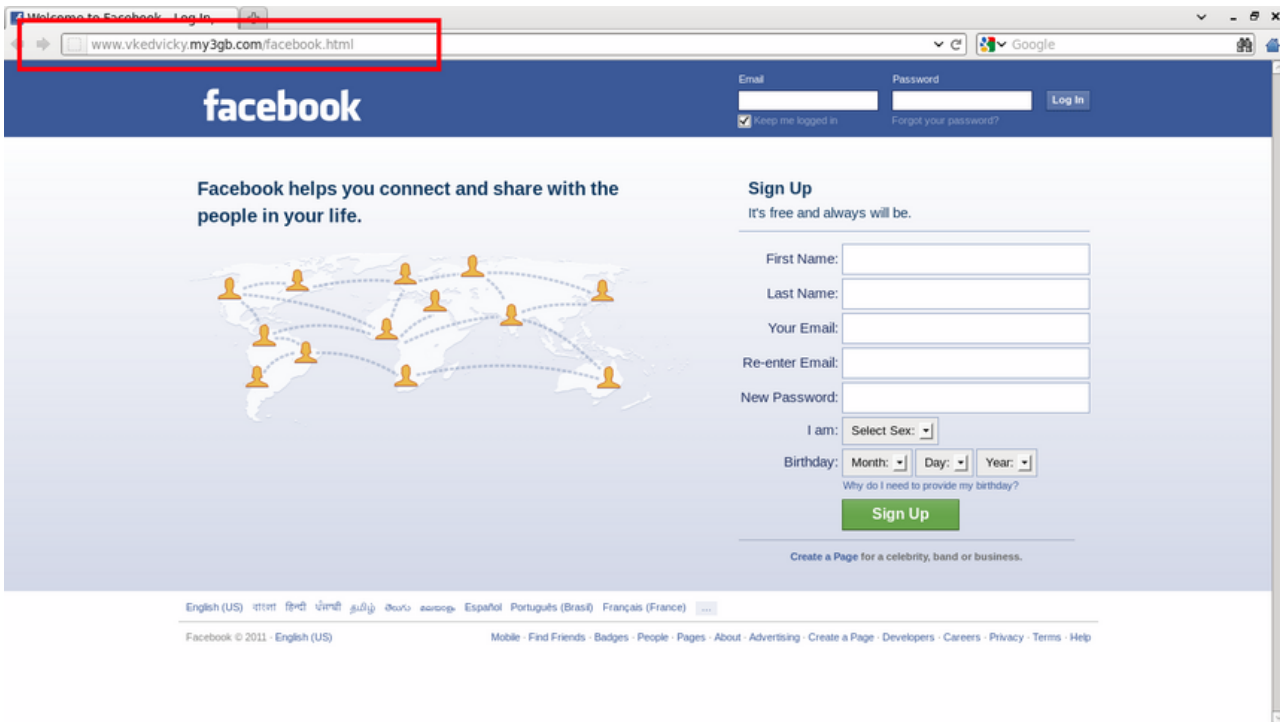 Welcome to Facebook - Log In,
www.vkedvicky.my3gb.com/facebook.html
Google
facebook
Email Password
Log In
Keep me logged in Forgot your password?
Facebook helps you connect and share with the
people in your life.
Sign Up
It's free and always will be.
First Name:
Last Name:
Your Email:
Re-enter Email:
New Password:
I am: Select Sex:
Birthday: Month: Day: Year:
Why do I need to provide my birthday?
Sign Up
Create a Page for a celebrity, band or business.
English (US) বাংলা हिन्दी ਪੰਜਾਬੀ தமிழ் తెలుగు മലയാളം Español Português (Brasil) Français (France) ...
Facebook © 2011 · English (US)
Mobile · Find Friends · Badges · People · Pages · About · Advertising · Create a Page · Developers · Careers · Privacy · Terms · Help